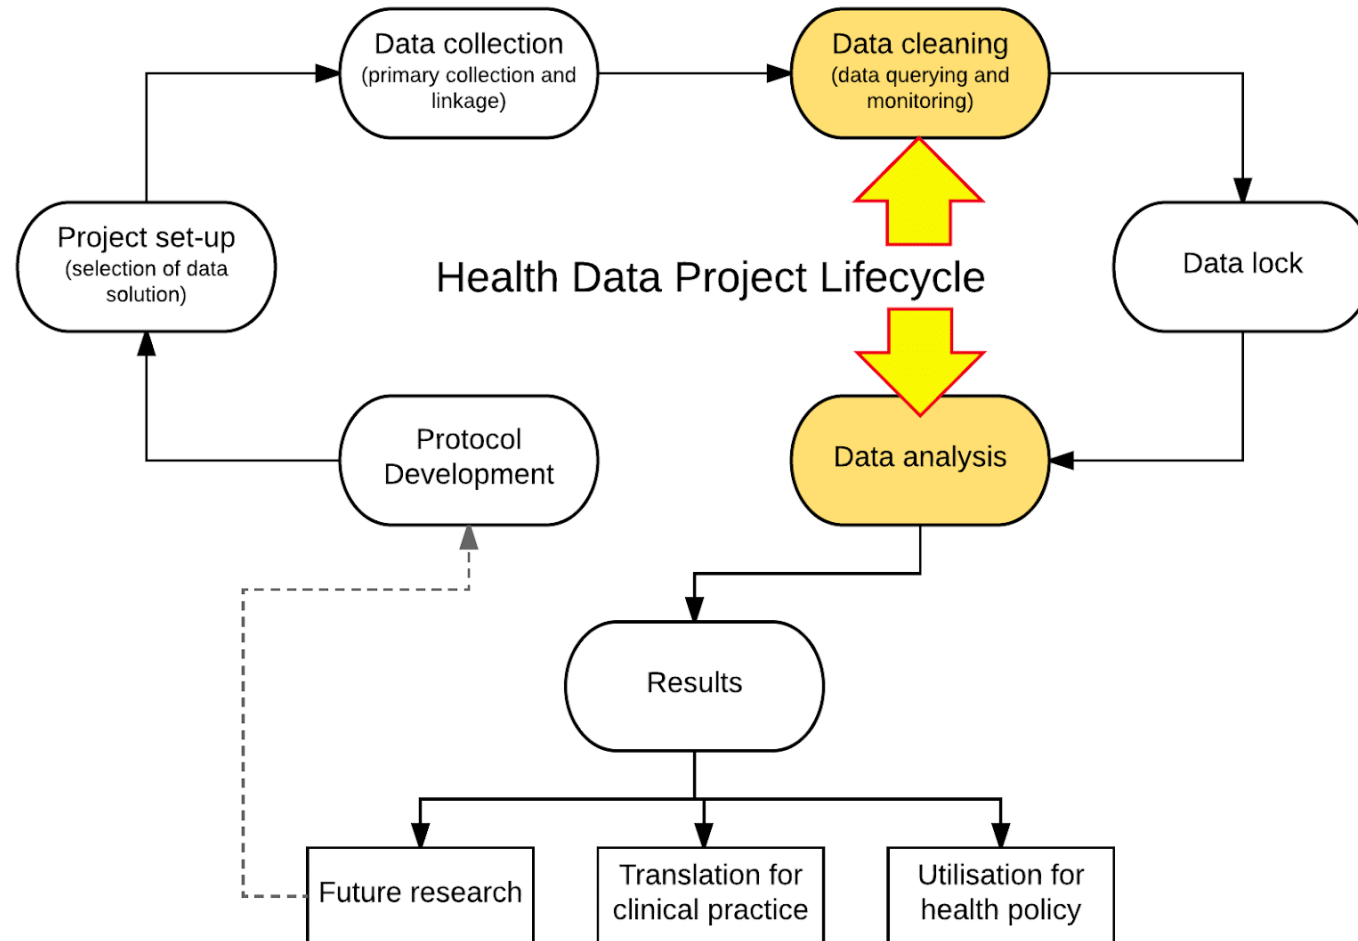 Data collection
(primary collection and
linkage)
Data cleaning
(data querying and
monitoring)
Project set-up
(selection of data
solution)
Health Data Project Lifecycle
Data lock
Protocol
Development
Data analysis
Results
Future research
Translation for
clinical practice
Utilisation for
health policy